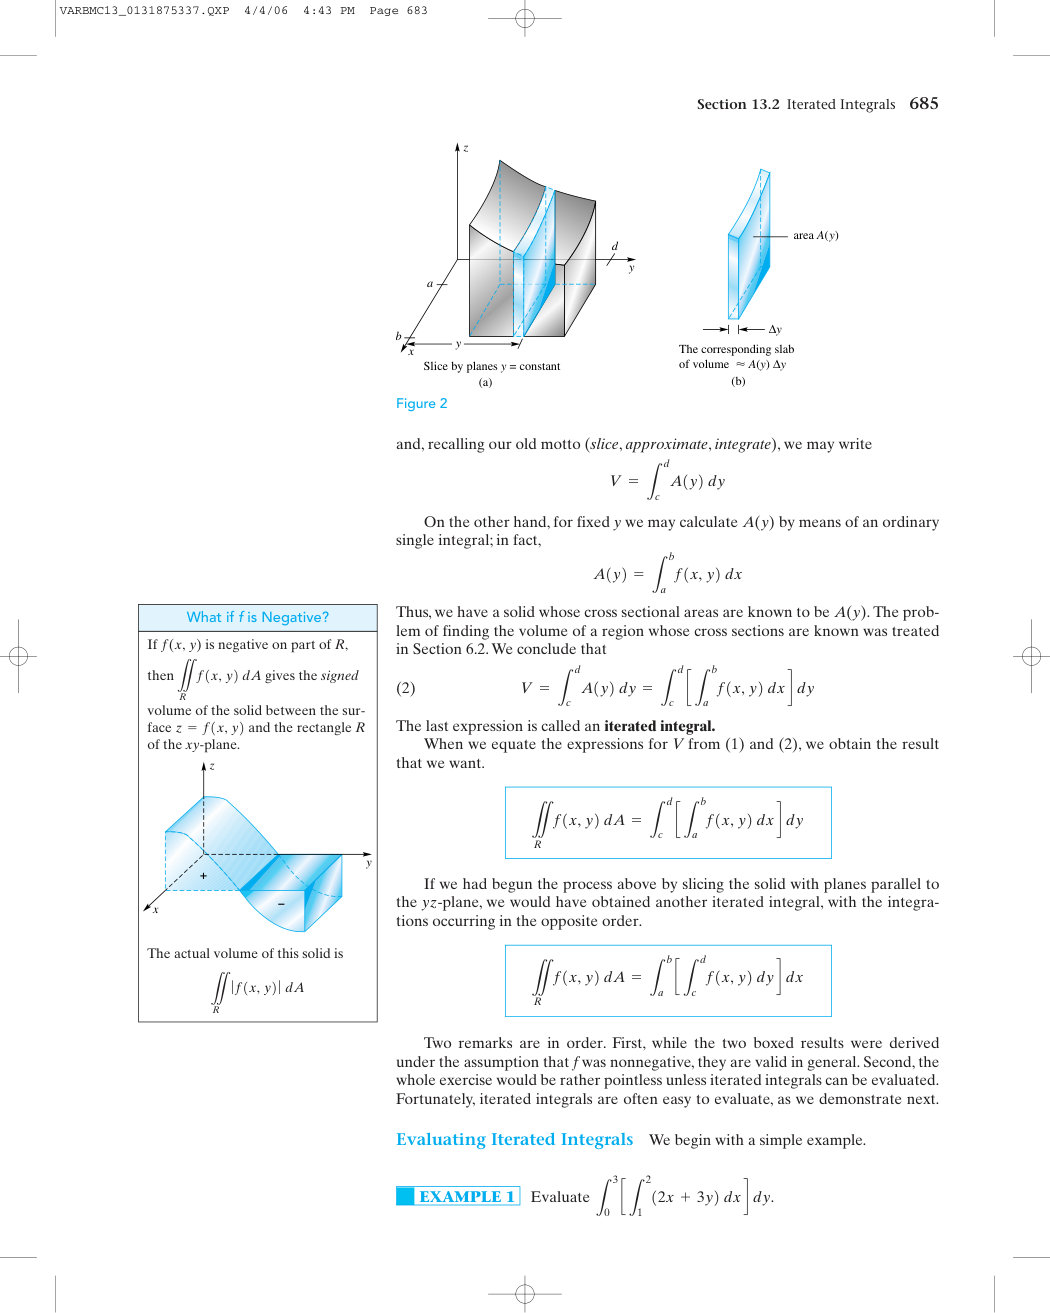 VARBMC13_0131875337.QXP 4/4/06 4:43 PM Page 683
Section 13.2 Iterated Integrals 685
z
d
y
a
b
x
y
Slice by planes y = constant
(a)
area A(y)
Δy
The corresponding slab
of volume ≈ A(y) Δy
(b)
Figure 2
and, recalling our old motto (slice, approximate, integrate), we may write
V = ∫_c^d A(y) dy
On the other hand, for fixed y we may calculate A(y) by means of an ordinary
single integral; in fact,
A(y) = ∫_a^b f(x, y) dx
Thus, we have a solid whose cross sectional areas are known to be A(y). The prob-
lem of finding the volume of a region whose cross sections are known was treated
in Section 6.2. We conclude that
(2) V = ∫_c^d A(y) dy = ∫_c^d [ ∫_a^b f(x, y) dx ] dy
The last expression is called an iterated integral.
When we equate the expressions for V from (1) and (2), we obtain the result
that we want.
∬_R f(x, y) dA = ∫_c^d [ ∫_a^b f(x, y) dx ] dy
If we had begun the process above by slicing the solid with planes parallel to
the yz-plane, we would have obtained another iterated integral, with the integra-
tions occurring in the opposite order.
∬_R f(x, y) dA = ∫_a^b [ ∫_c^d f(x, y) dy ] dx
Two remarks are in order. First, while the two boxed results were derived
under the assumption that f was nonnegative, they are valid in general. Second, the
whole exercise would be rather pointless unless iterated integrals can be evaluated.
Fortunately, iterated integrals are often easy to evaluate, as we demonstrate next.
Evaluating Iterated Integrals We begin with a simple example.
EXAMPLE 1 Evaluate ∫_0^3 [ ∫_1^2 (2x + 3y) dx ] dy.
What if f is Negative?
If f(x, y) is negative on part of R,
then ∬_R f(x, y) dA gives the signed
volume of the solid between the sur-
face z = f(x, y) and the rectangle R
of the xy-plane.
z
y
+
−
x
The actual volume of this solid is
∬_R |f(x, y)| dA